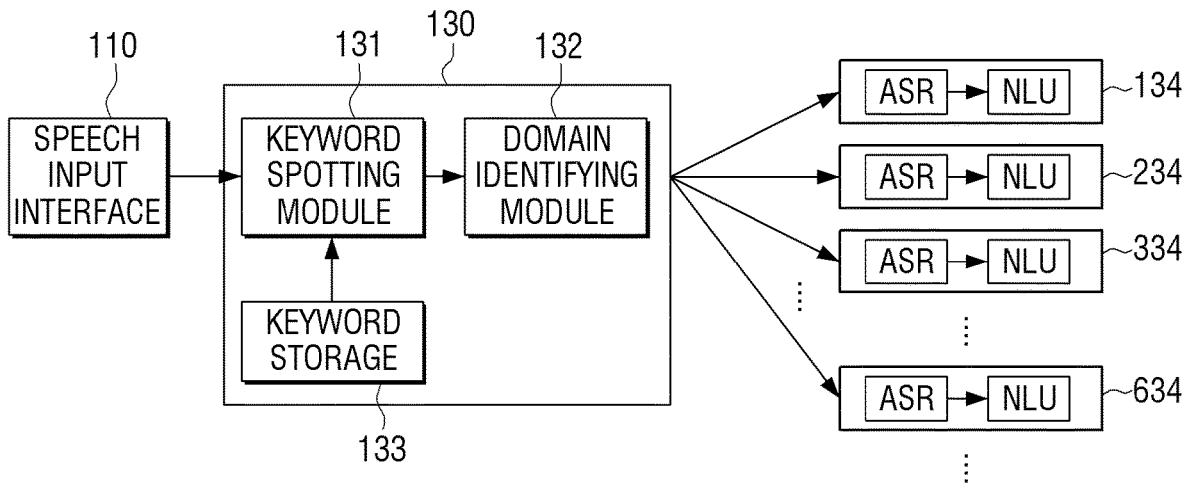 110
131
130
132
SPEECH
INPUT
INTERFACE
KEYWORD
SPOTTING
MODULE
DOMAIN
IDENTIFYING
MODULE
KEYWORD
STORAGE
133
ASR
NLU
134
ASR
NLU
234
ASR
NLU
334
ASR
NLU
634